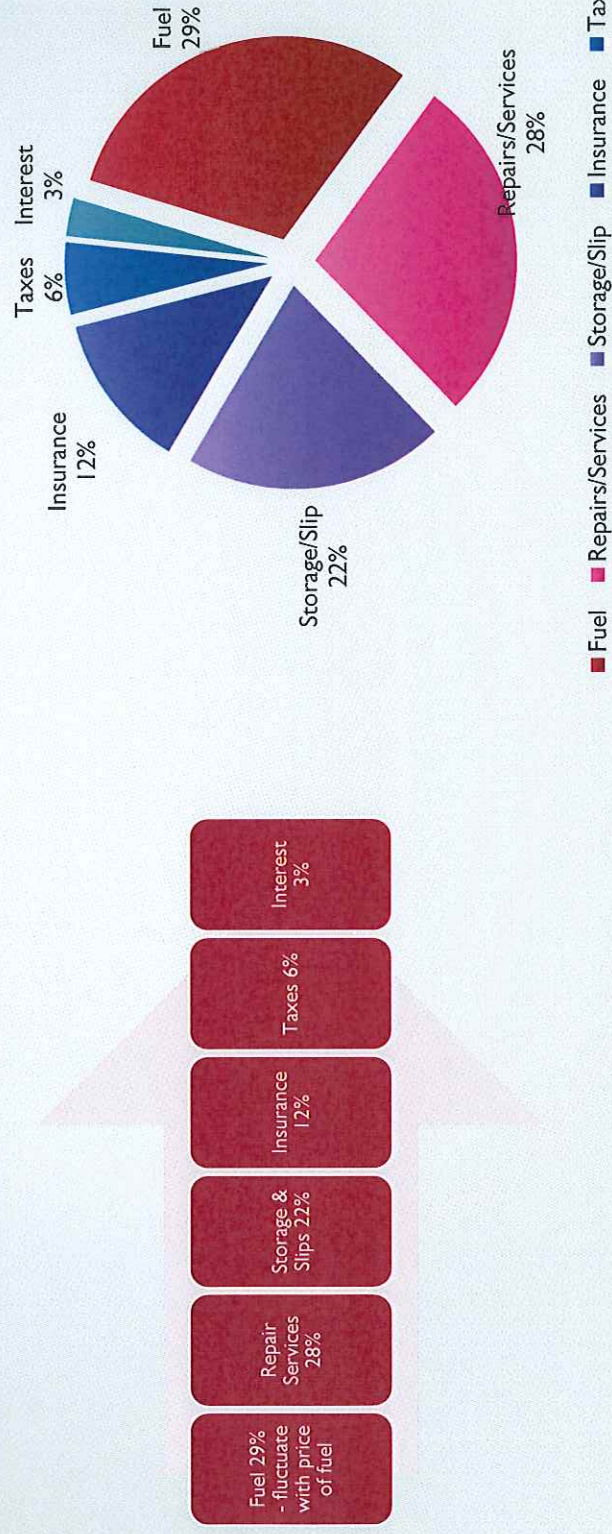 Fuel 29%
- fluctuate
with price
of fuel
Repair
Services
28%
Storage &
Slips 22%
Insurance
12%
Taxes 6%
Interest
3%
Fuel
29%
Repairs/Services
28%
Storage/Slip
22%
Insurance
12%
Taxes
6%
Interest
3%
Fuel Repairs/Services Storage/Slip Insurance Tax